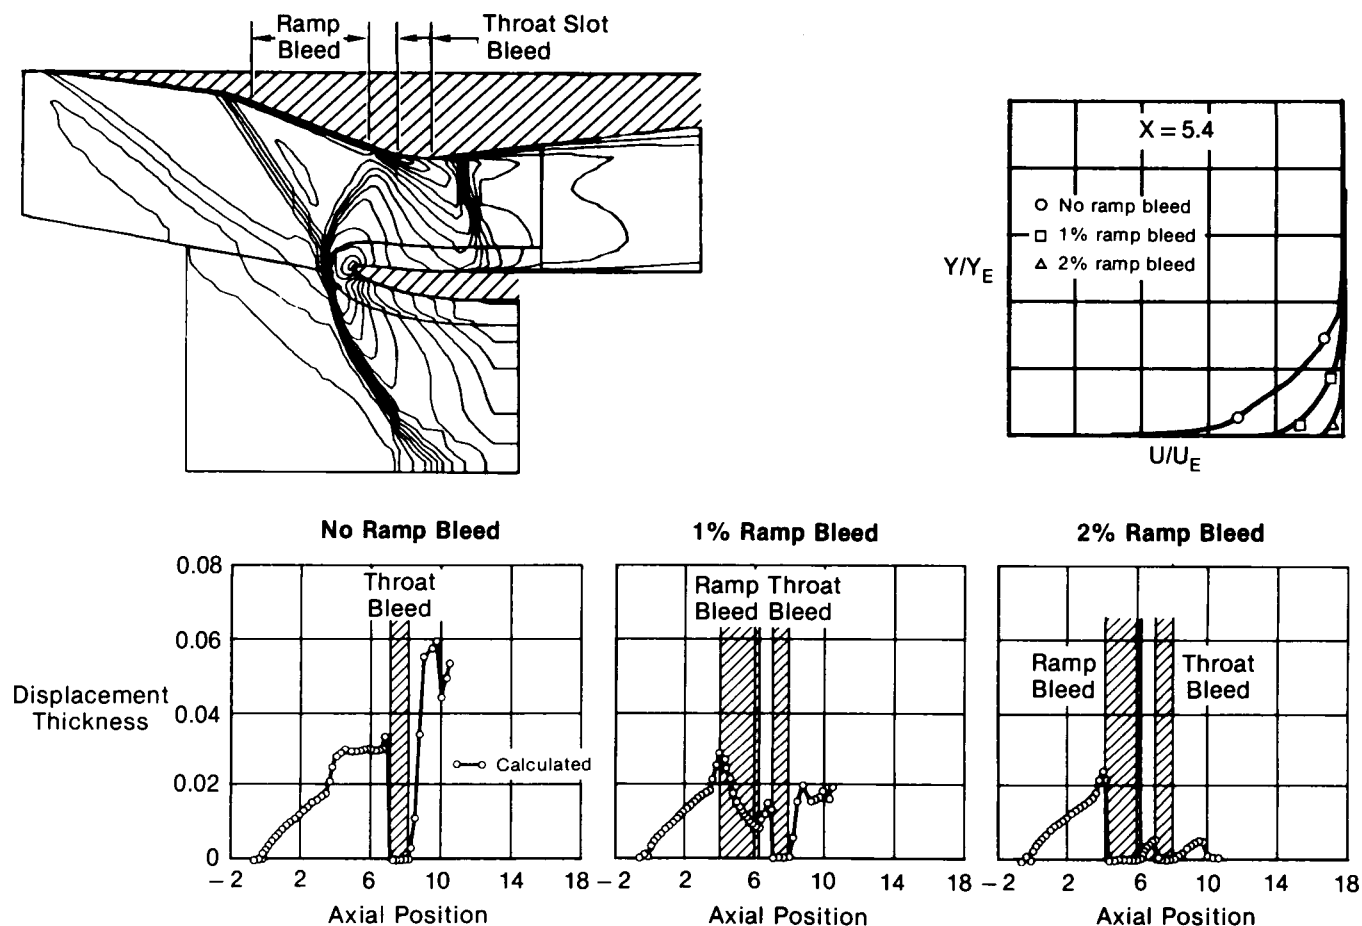 Ramp
Bleed
Throat Slot
Bleed
X = 5.4
No ramp bleed
1% ramp bleed
2% ramp bleed
Y/Y_E
U/U_E
No Ramp Bleed
1% Ramp Bleed
2% Ramp Bleed
Displacement
Thickness
0.08
0.06
0.04
0.02
0
Throat
Bleed
Calculated
-2 2 6 10 14 18
Axial Position
Ramp Throat
Bleed Bleed
-2 2 6 10 14 18
Axial Position
Ramp
Bleed
Throat
Bleed
-2 2 6 10 14 18
Axial Position